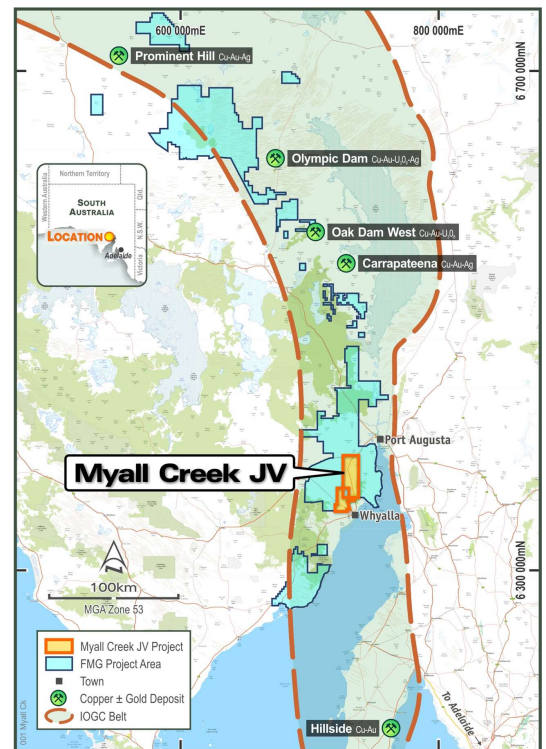 600 000mE
800 000mE
Prominent Hill Cu-Au-Ag
6 700 000mN
Olympic Dam Cu-Au-U₃O₈-Ag
Northern Territory
Western Australia
Qld.
SOUTH
AUSTRALIA
N.S.W.
LOCATION
Adelaide
Victoria
Oak Dam West Cu-Au-U₃O₈
Carrapateena Cu-Au-Ag
Port Augusta
Myall Creek JV
Whyalla
100km
MGA Zone 53
6 300 000mN
Myall Creek JV Project
FMG Project Area
Town
Copper ± Gold Deposit
IOGC Belt
Hillside Cu-Au
To Adelaide
001 Myall Ck